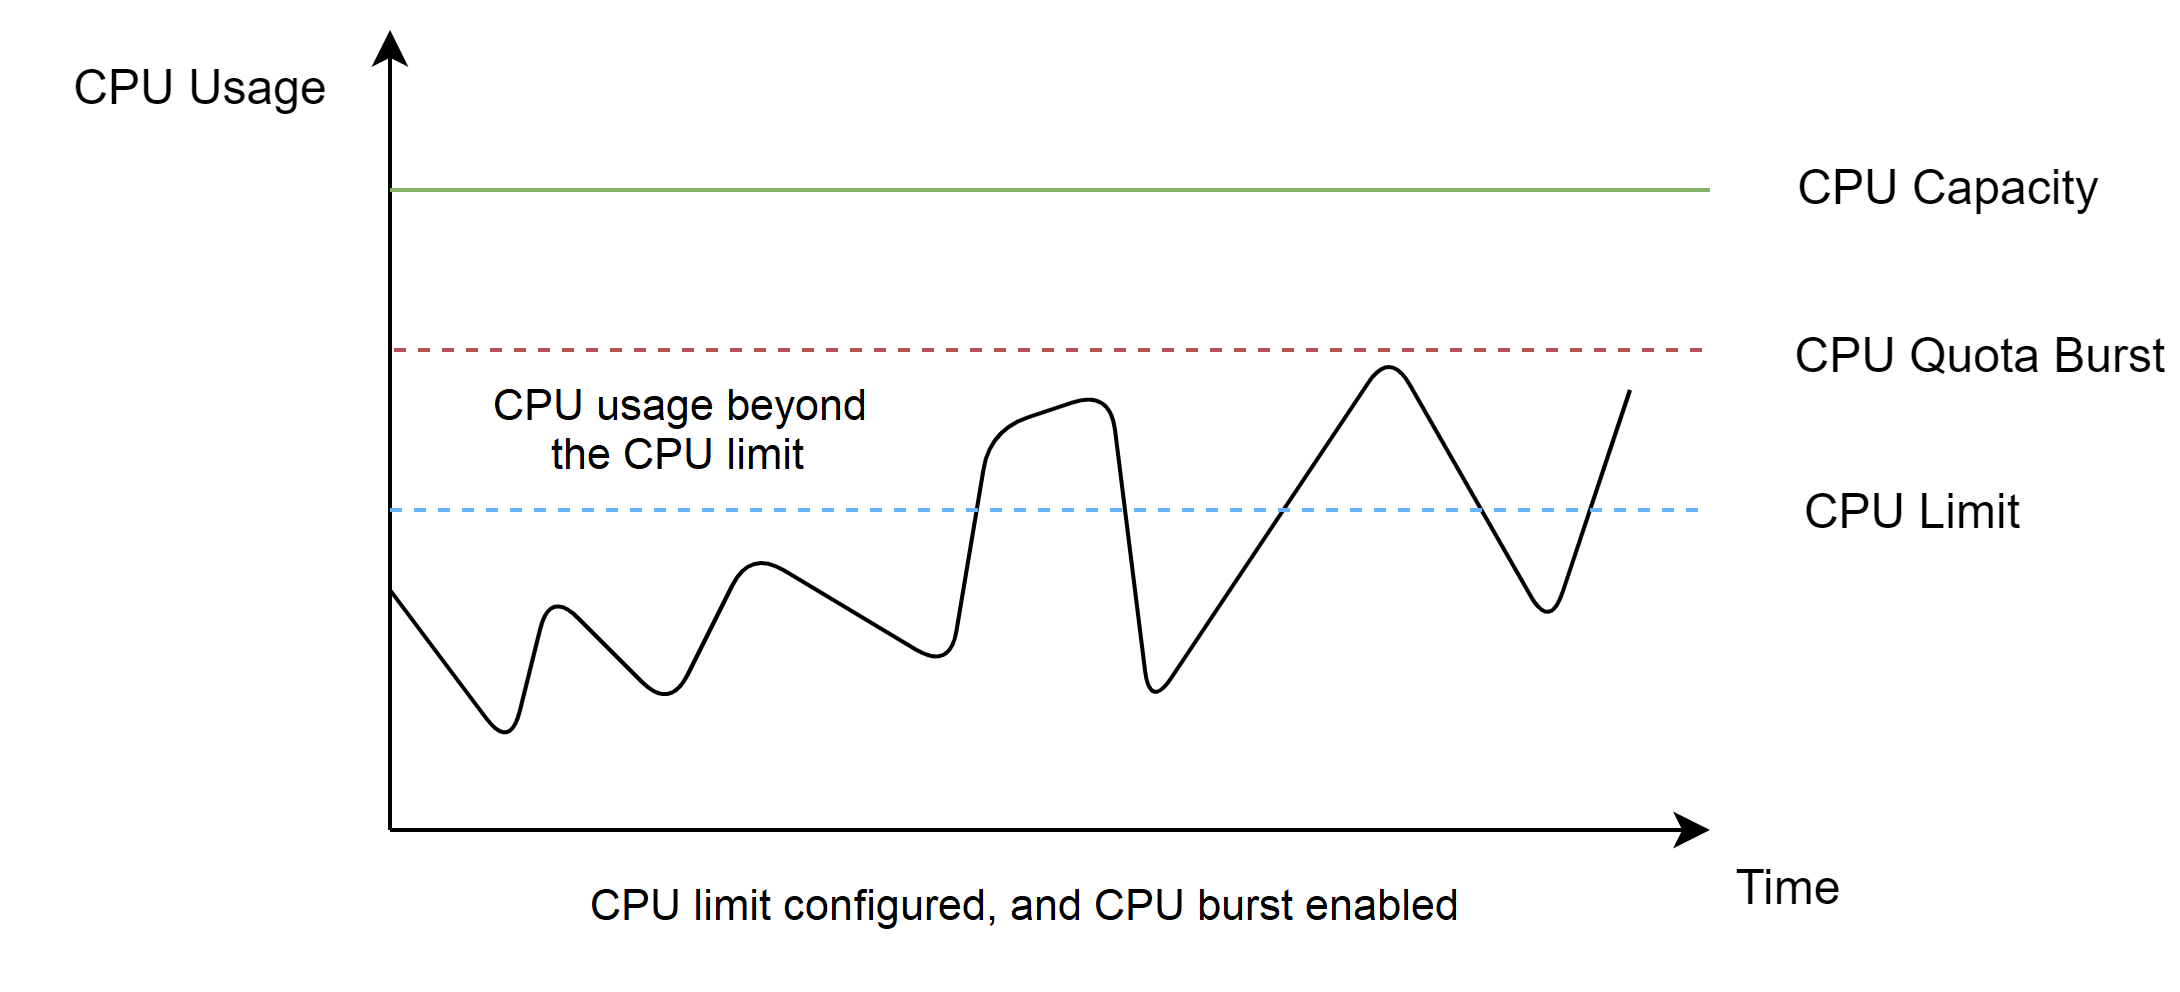 CPU Usage
CPU Capacity
CPU Quota Burst
CPU usage beyond
the CPU limit
CPU Limit
Time
CPU limit configured, and CPU burst enabled